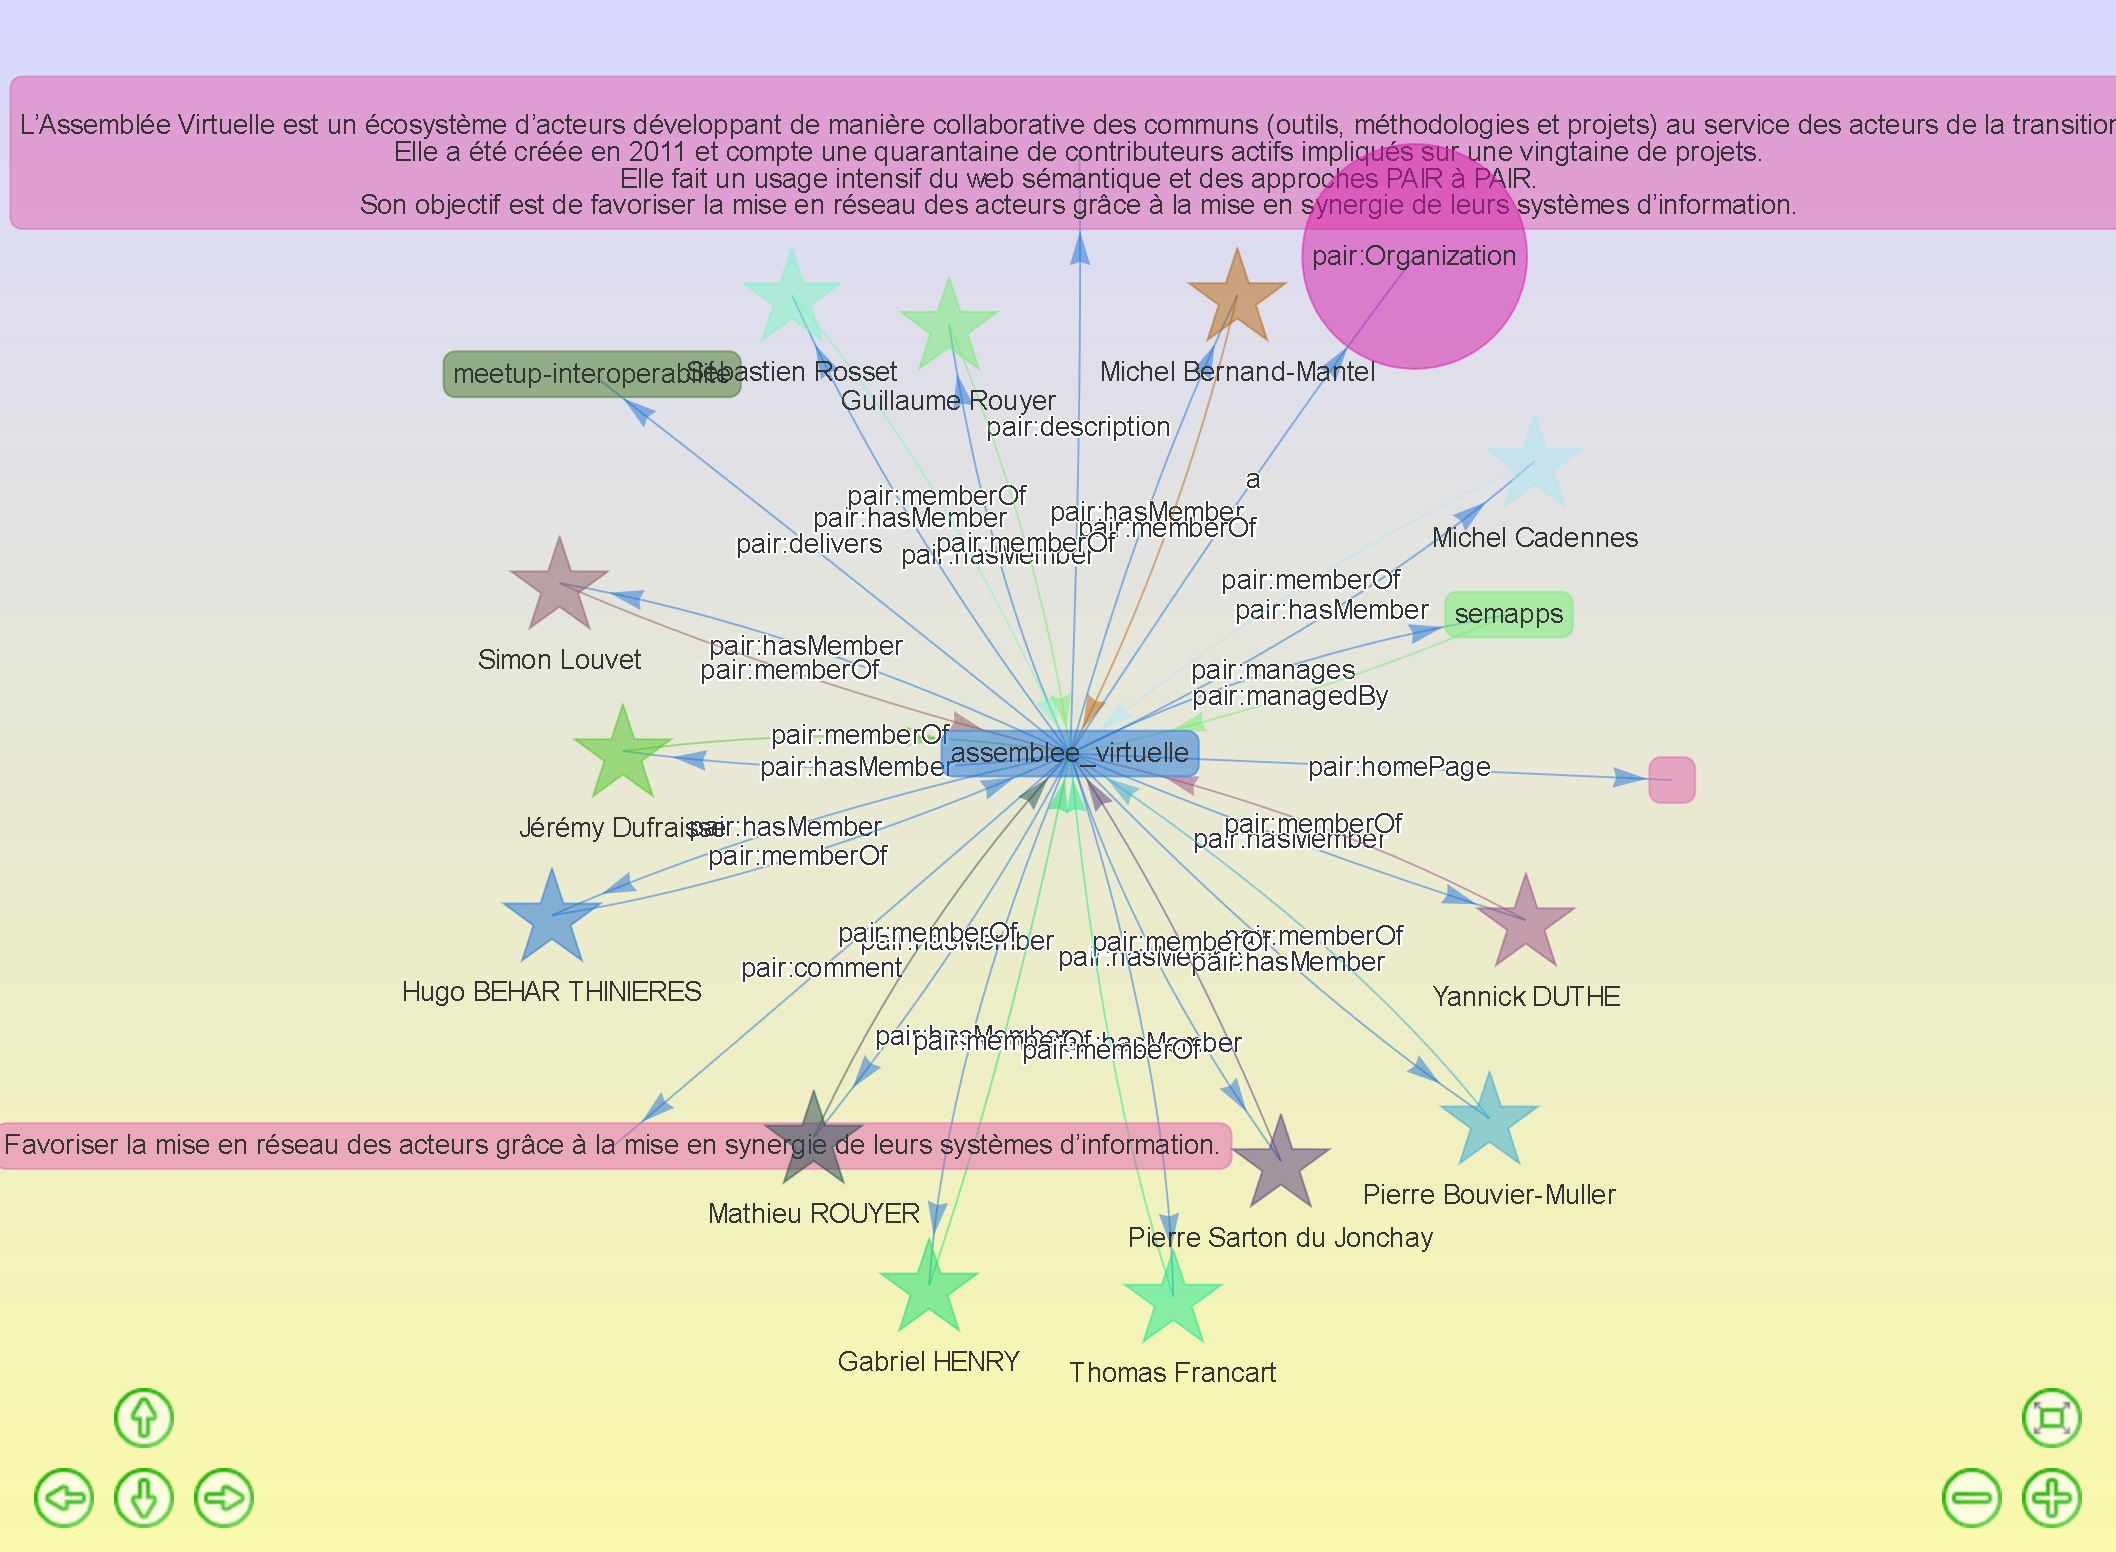 L’Assemblée Virtuelle est un écosystème d’acteurs développant de manière collaborative des communs (outils, méthodologies et projets) au service des acteurs de la transition
Elle a été créée en 2011 et compte une quarantaine de contributeurs actifs impliqués sur une vingtaine de projets.
Elle fait un usage intensif du web sémantique et des approches PAIR à PAIR.
Son objectif est de favoriser la mise en réseau des acteurs grâce à la mise en synergie de leurs systèmes d’information.
pair:Organization
meetup-interoperabilite
Sébastien Rosset
Michel Bernand-Mantel
Guillaume Rouyer
pair:description
a
pair:memberOf
pair:hasMember
pair:hasMember
pair:memberOf
Michel Cadennes
pair:delivers
pair:memberOf
pair:hasMember
pair:memberOf
pair:hasMember
semapps
pair:hasMember
Simon Louvet
pair:memberOf
pair:manages
pair:managedBy
pair:memberOf
assemblee_virtuelle
pair:hasMember
pair:homePage
Jérémy Dufraisse
pair:hasMember
pair:memberOf
pair:hasMember
pair:memberOf
pair:memberOf
pair:hasMember
pair:comment
pair:memberOf
pair:hasMember
pair:memberOf
pair:hasMember
Hugo BEHAR THINIERES
Yannick DUTHE
pair:hasMember
pair:memberOf
pair:hasMember
pair:memberOf
Favoriser la mise en réseau des acteurs grâce à la mise en synergie de leurs systèmes d’information.
Mathieu ROUYER
Pierre Bouvier-Muller
Pierre Sarton du Jonchay
Gabriel HENRY
Thomas Francart